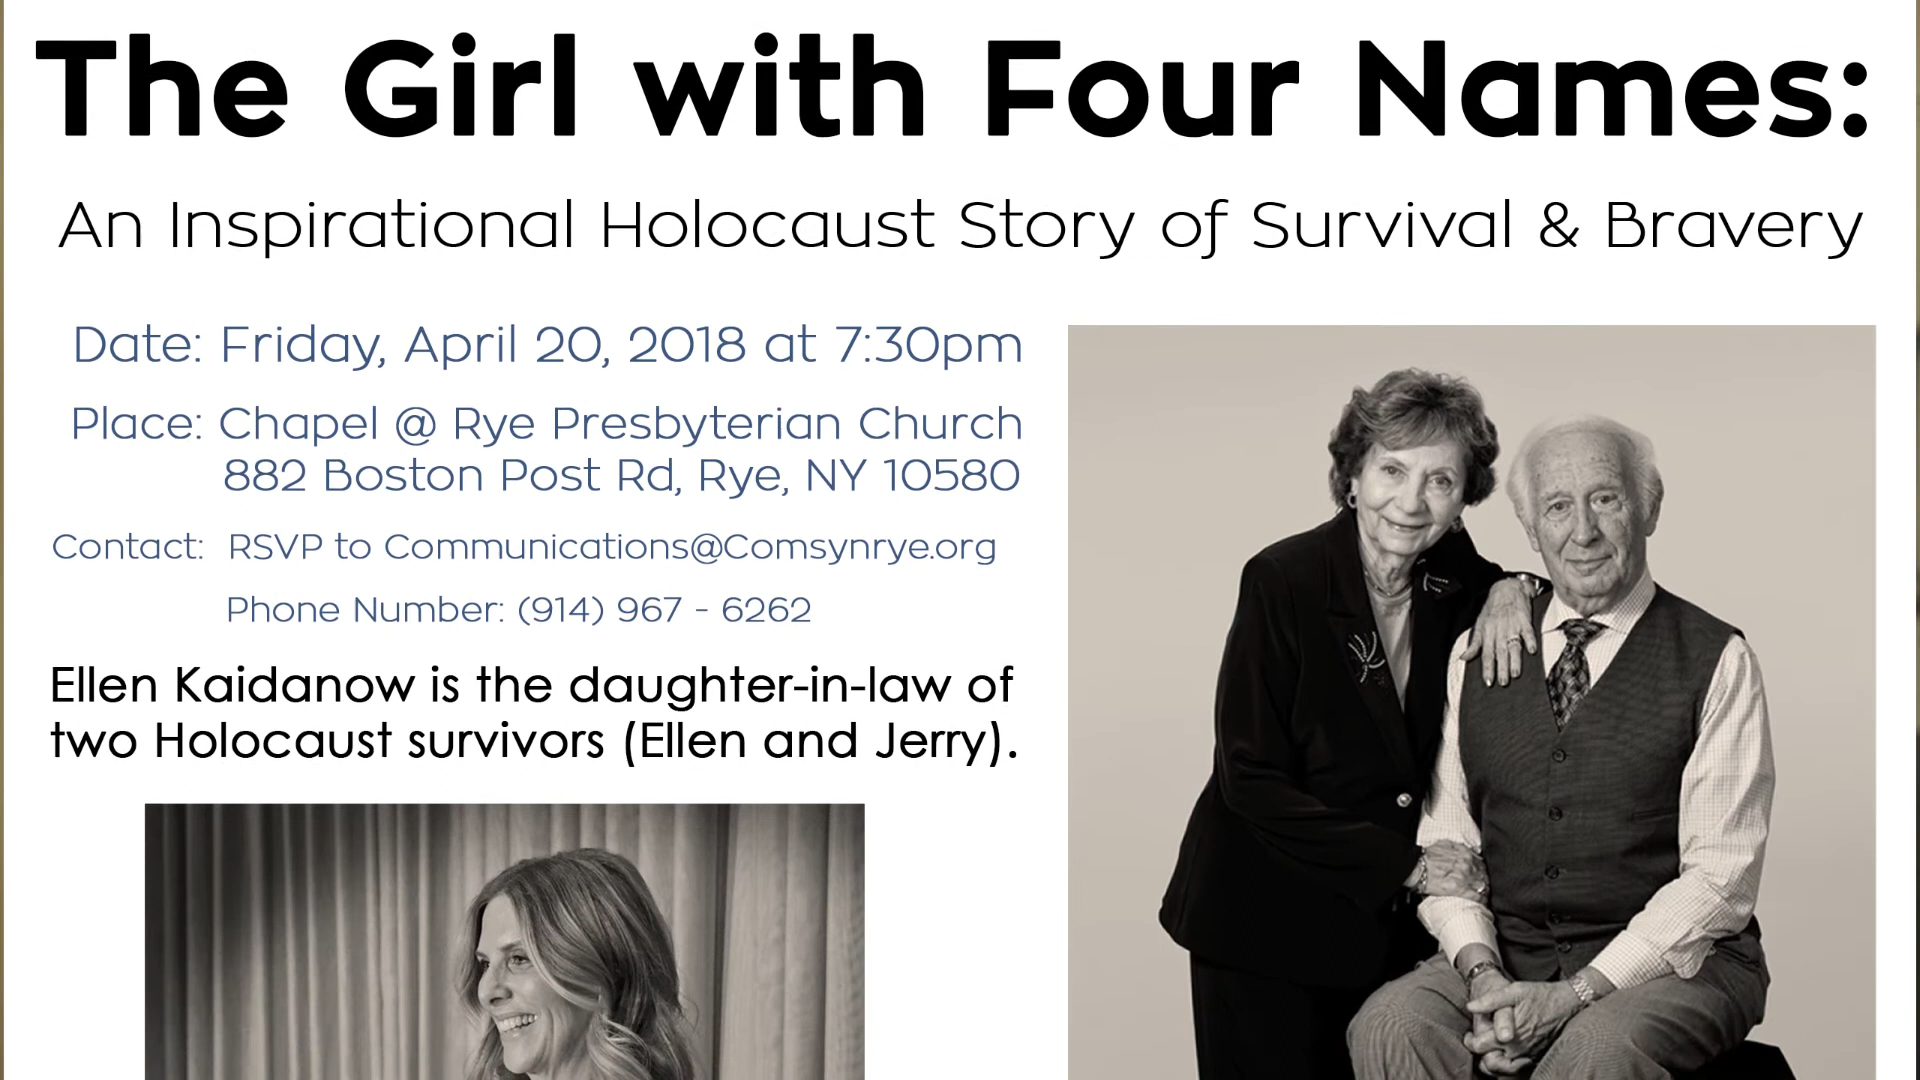 The Girl with Four Names:
An Inspirational Holocaust Story of Survival & Bravery
Date: Friday, April 20, 2018 at 7:30pm
Place: Chapel @ Rye Presbyterian Church
882 Boston Post Rd, Rye, NY 10580
Contact: RSVP to Communications@Comsynrye.org
Phone Number: (914) 967 - 6262
Ellen Kaidanow is the daughter-in-law of
two Holocaust survivors (Ellen and Jerry).